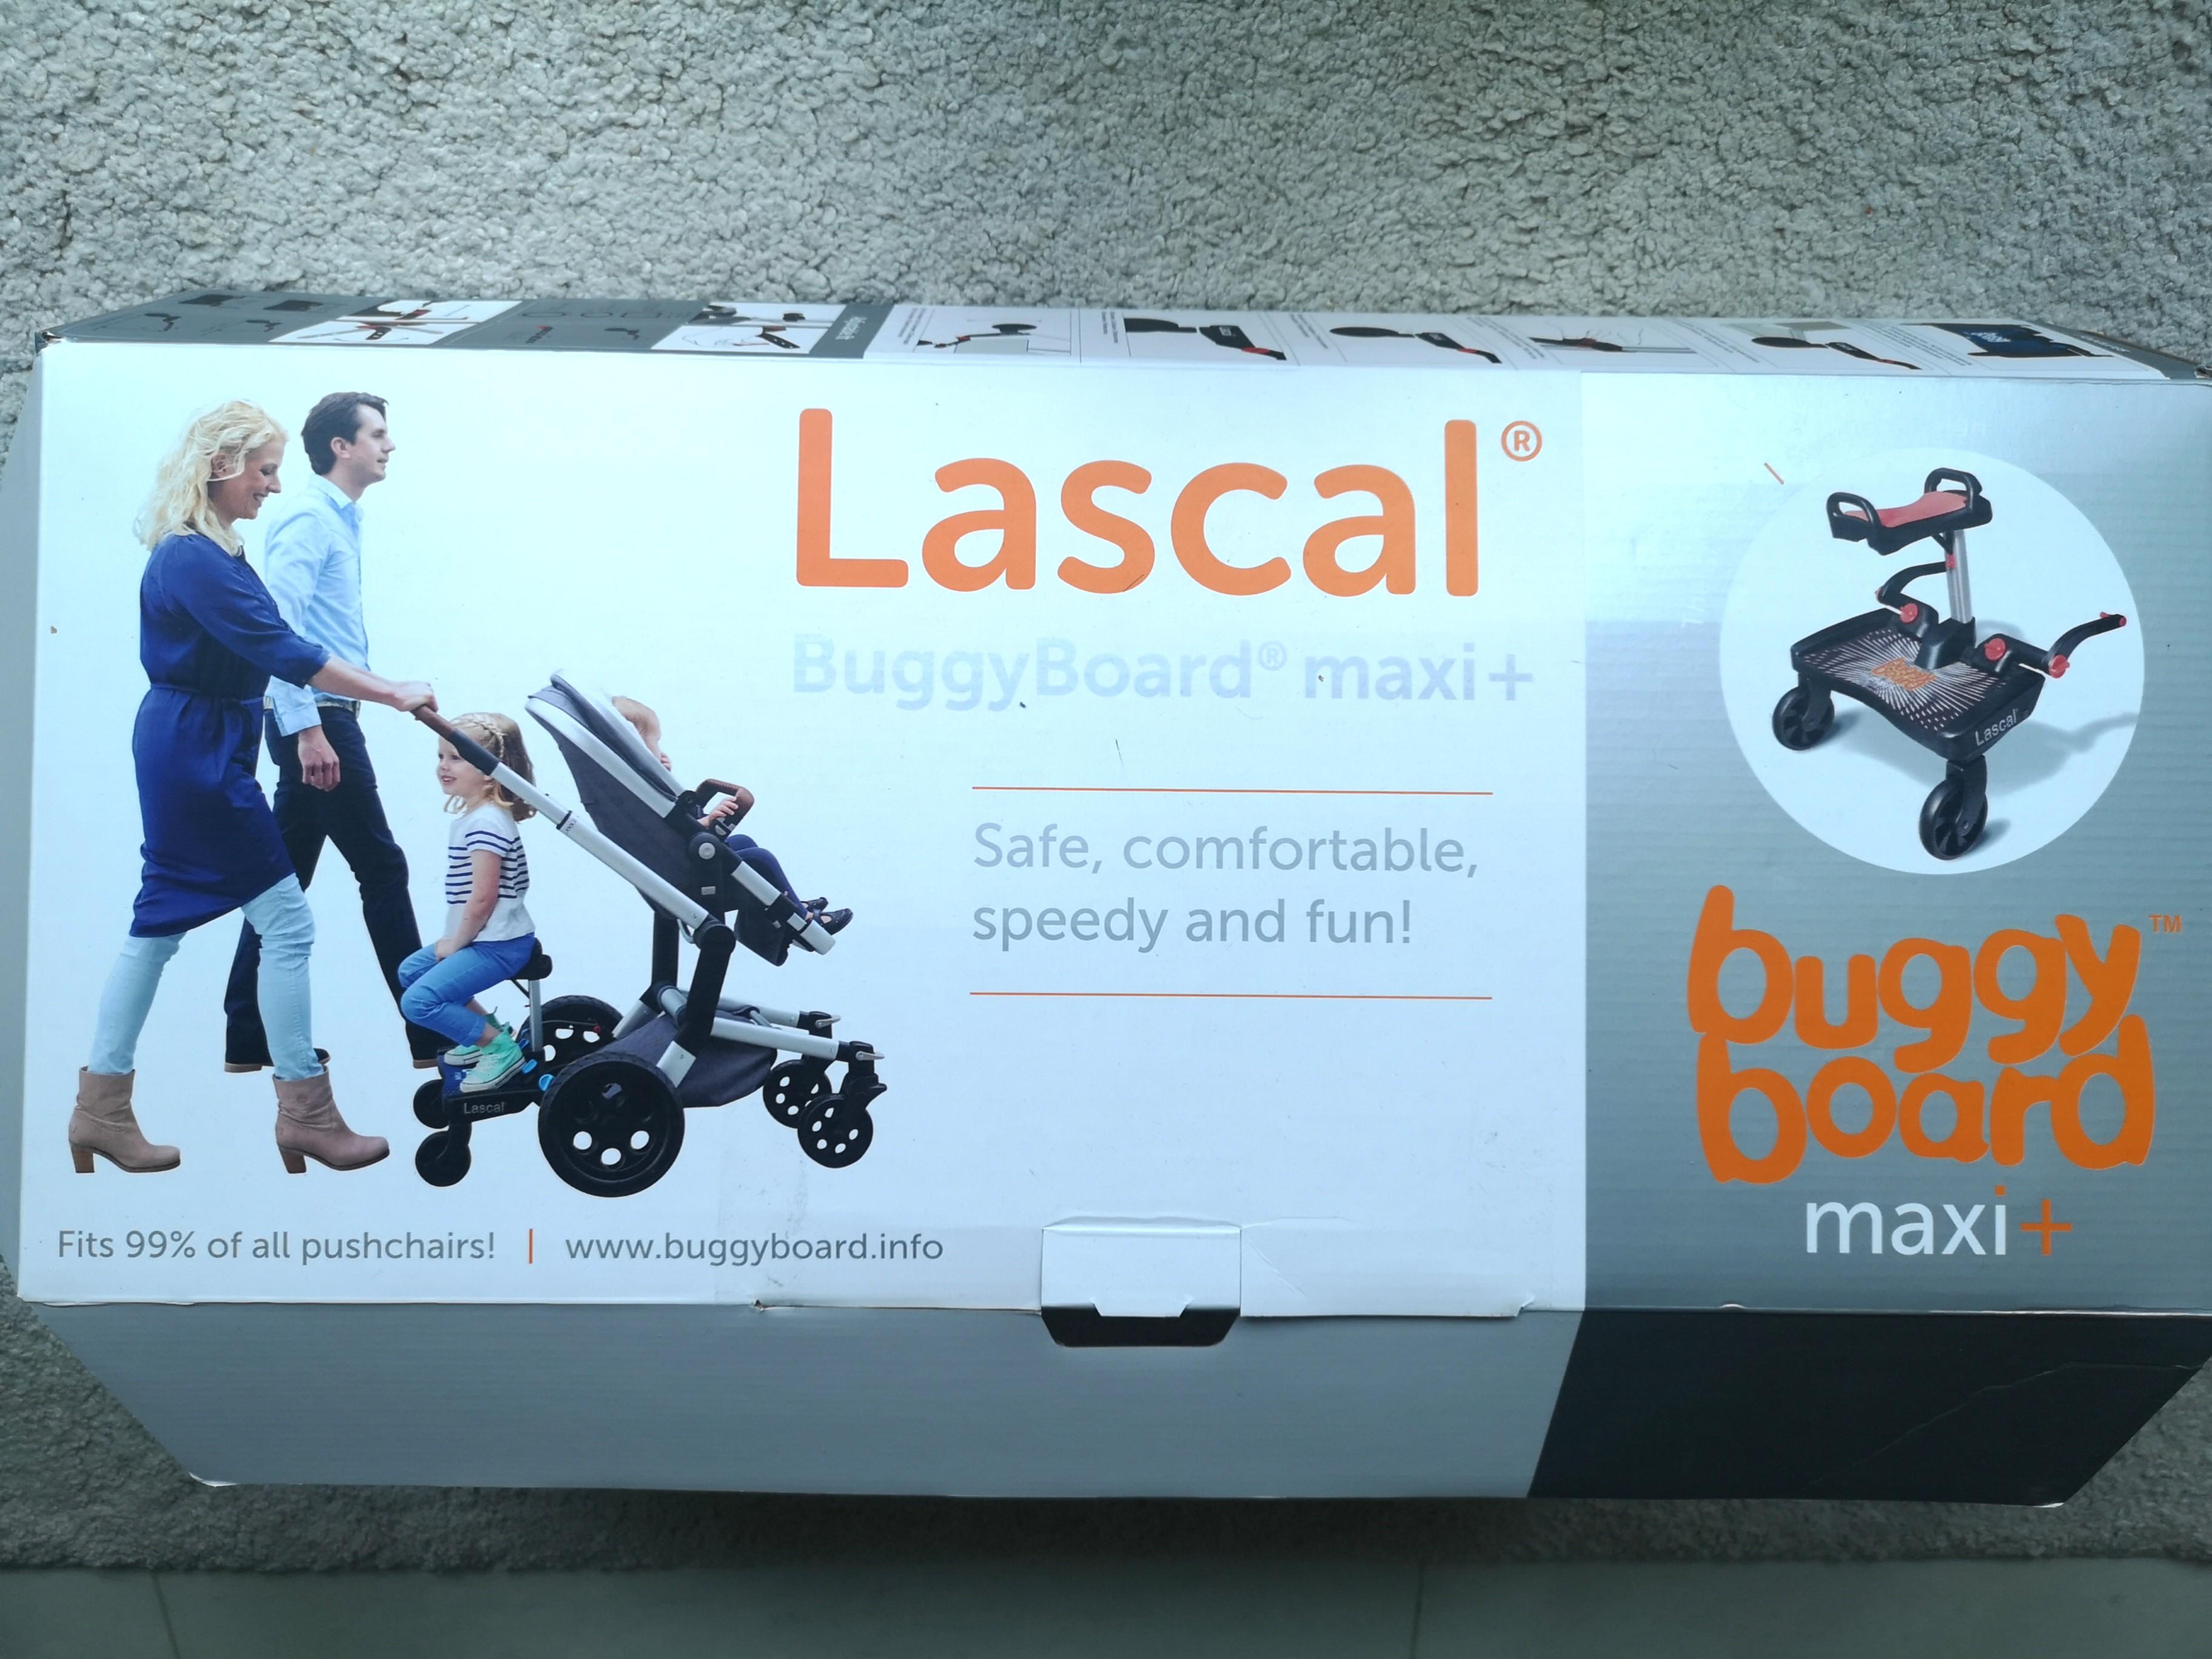 Lascal®
BuggyBoard® maxi+
Safe, comfortable,
speedy and fun!
Lascal
Fits 99% of all pushchairs! | www.buggyboard.info
Lascal
buggy™
board
maxi+